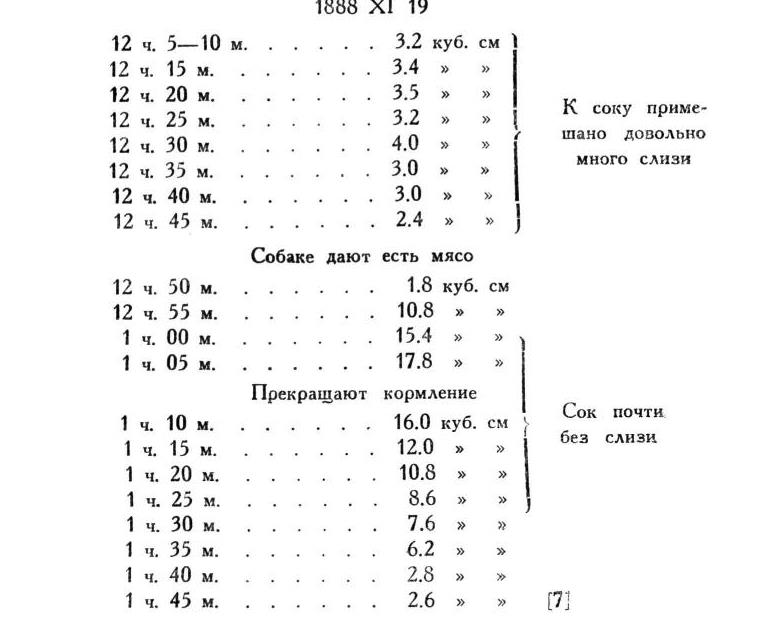 1888 XI 19
12 ч. 5—10 м. . . . . . . 3.2 куб. см
12 ч. 15 м. . . . . . . 3.4 » »
12 ч. 20 м. . . . . . . 3.5 » »
12 ч. 25 м. . . . . . . 3.2 » »
12 ч. 30 м. . . . . . . 4.0 » »
12 ч. 35 м. . . . . . . 3.0 » »
12 ч. 40 м. . . . . . . 3.0 » »
12 ч. 45 м. . . . . . . 2.4 » »
К соку приме-
шано довольно
много слизи
Собаке дают есть мясо
12 ч. 50 м. . . . . . . 1.8 куб. см
12 ч. 55 м. . . . . . . 10.8 » »
1 ч. 00 м. . . . . . . 15.4 » »
1 ч. 05 м. . . . . . . 17.8 » »
Прекращают кормление
1 ч. 10 м. . . . . . . 16.0 куб. см
1 ч. 15 м. . . . . . . 12.0 » »
1 ч. 20 м. . . . . . . 10.8 » »
1 ч. 25 м. . . . . . . 8.6 » »
Сок почти
без слизи
1 ч. 30 м. . . . . . . 7.6 » »
1 ч. 35 м. . . . . . . 6.2 » »
1 ч. 40 м. . . . . . . 2.8 » »
1 ч. 45 м. . . . . . . 2.6 » » [7]